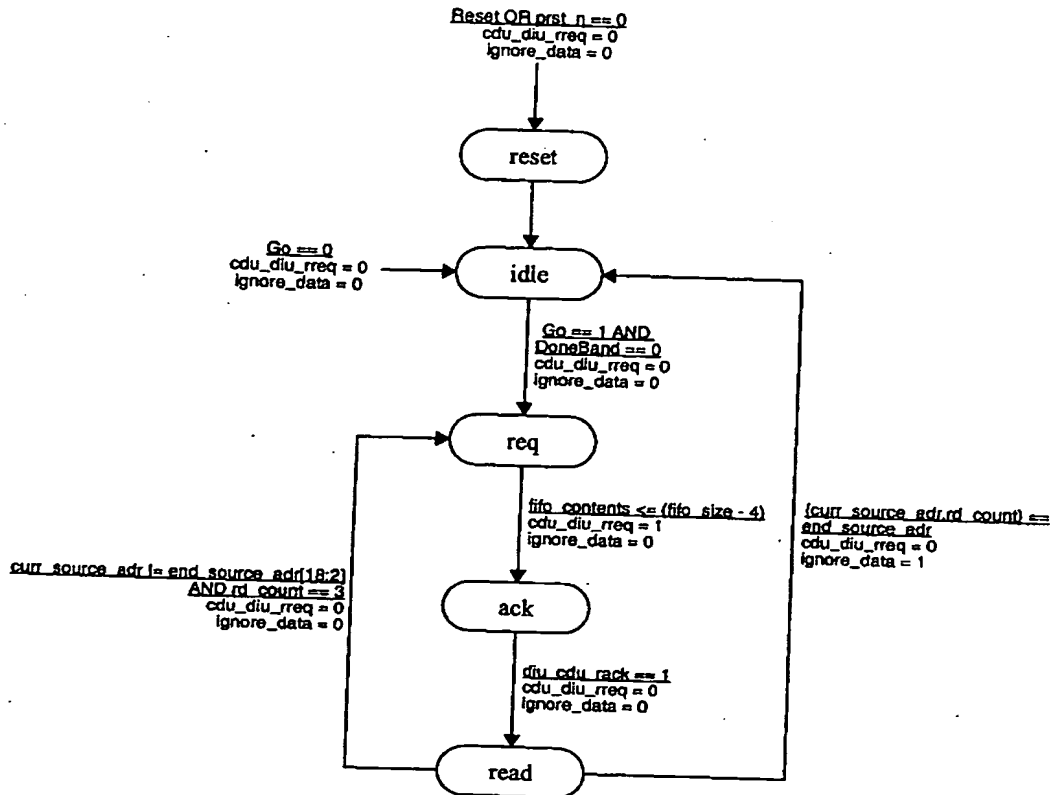 Reset OR prst_n == 0
cdu_diu_rreq = 0
ignore_data = 0
reset
Go == 0
cdu_diu_rreq = 0
ignore_data = 0
idle
Go == 1 AND
DoneBand == 0
cdu_diu_rreq = 0
ignore_data = 0
req
fifo_contents <= (fifo_size - 4)
cdu_diu_rreq = 1
ignore_data = 0
{curr_source_adr,rd_count} ==
end_source_adr
cdu_diu_rreq = 0
ignore_data = 1
curr_source_adr != end_source_adr[18:2]
AND rd_count == 3
cdu_diu_rreq = 0
ignore_data = 0
ack
diu_cdu_rack == 1
cdu_diu_rreq = 0
ignore_data = 0
read